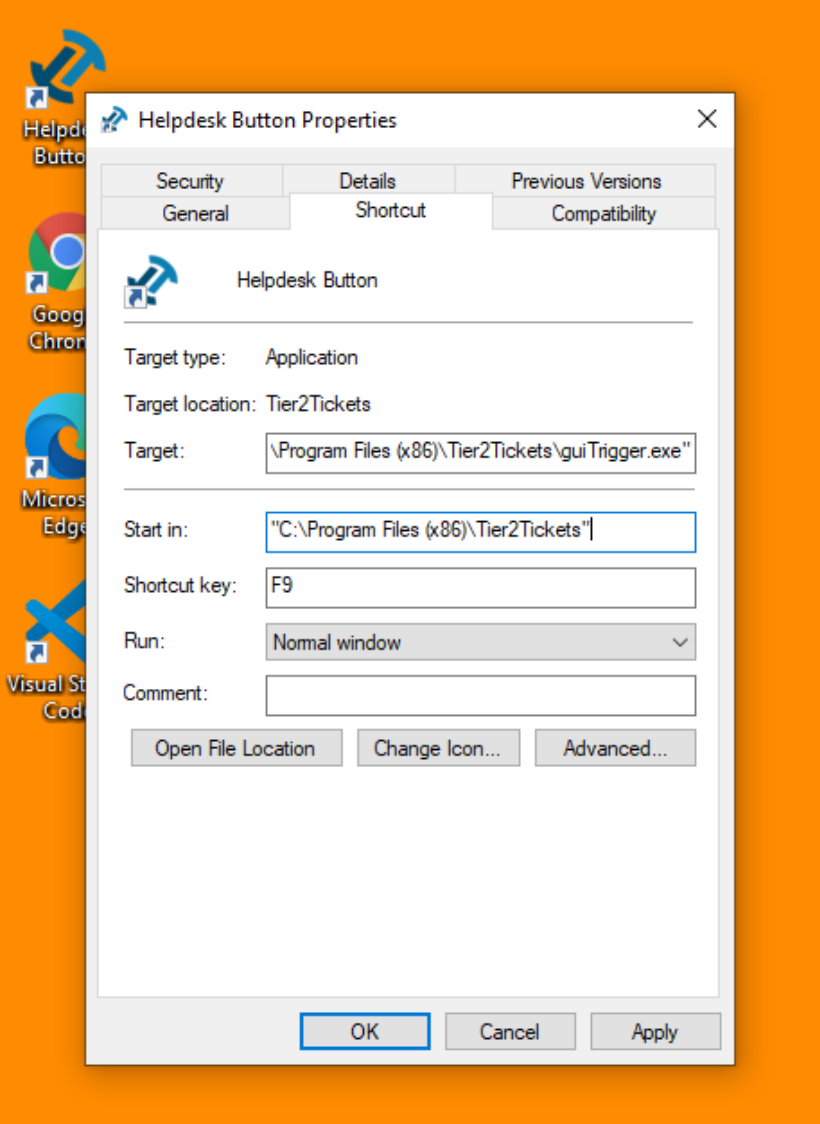 Helpdesk Button Properties
Security Details Previous Versions
General Shortcut Compatibility
Helpdesk Button
Target type: Application
Target location: Tier2Tickets
Target: \Program Files (x86)\Tier2Tickets\guiTrigger.exe"
Start in: "C:\Program Files (x86)\Tier2Tickets"
Shortcut key: F9
Run: Normal window
Comment:
Open File Location Change Icon... Advanced...
OK Cancel Apply
Helpde
Butto
Goog
Chron
Micros
Edge
Visual St
Code